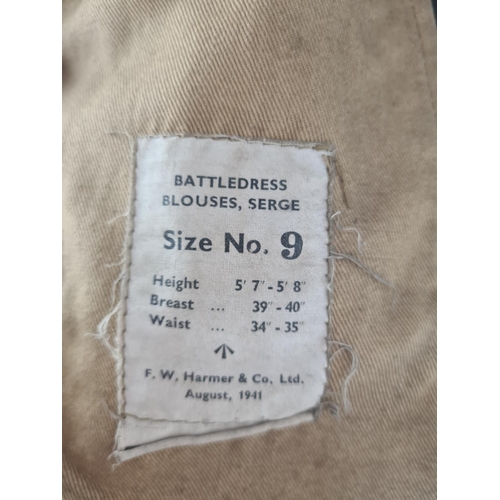 BATTLEDRESS
BLOUSES, SERGE
Size No. 9
Height 5' 7" - 5' 8"
Breast ... 39" - 40"
Waist ... 34" - 35"
F. W. Harmer & Co. Ltd.
August, 1941